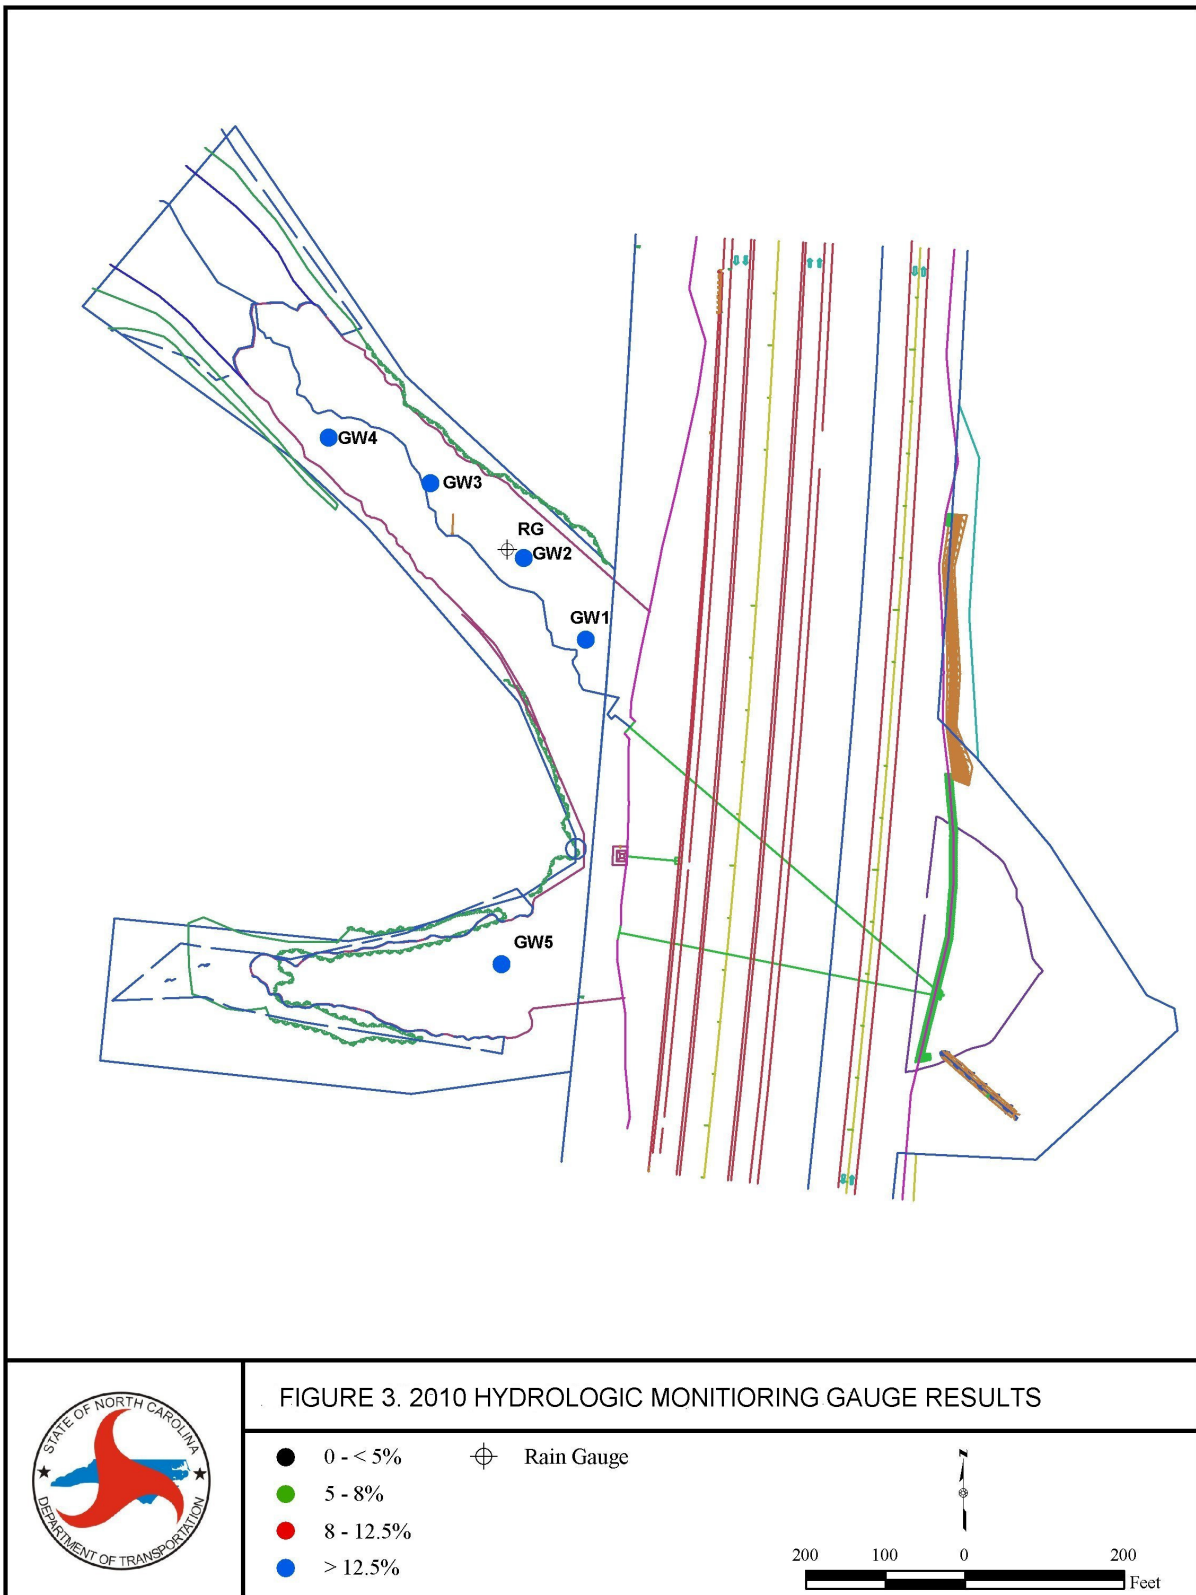 GW4
GW3
RG
GW2
GW1
GW5
FIGURE 3. 2010 HYDROLOGIC MONITIORING GAUGE RESULTS
STATE OF NORTH CAROLINA
DEPARTMENT OF TRANSPORTATION
0 - < 5%
Rain Gauge
5 - 8%
8 - 12.5%
> 12.5%
N
200 100 0 200
Feet